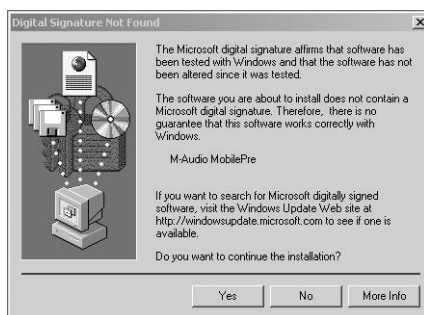 Digital Signature Not Found
The Microsoft digital signature affirms that software has
been tested with Windows and that the software has not
been altered since it was tested.
The software you are about to install does not contain a
Microsoft digital signature. Therefore, there is no
guarantee that this software works correctly with
Windows.
M-Audio MobilePre
If you want to search for Microsoft digitally signed
software, visit the Windows Update Web site at
http://windowsupdate.microsoft.com to see if one is
available.
Do you want to continue the installation?
Yes No More Info